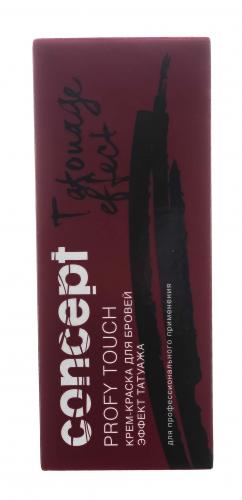 Tatouage
effect
concept
PROFY TOUCH
КРЕМ-КРАСКА ДЛЯ БРОВЕЙ
ЭФФЕКТ ТАТУАЖА
для профессионального применения